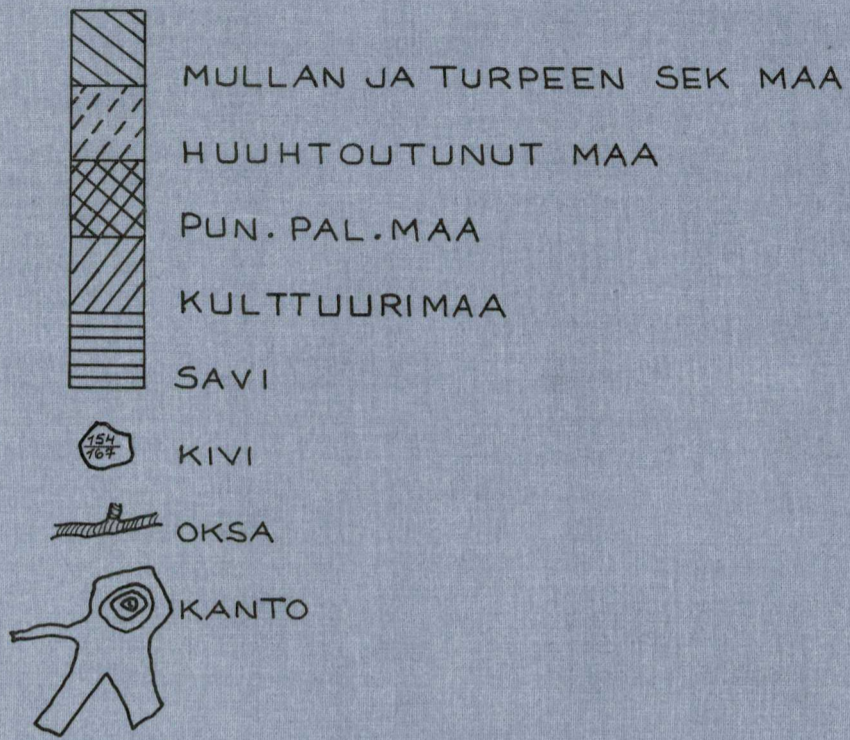 MULLAN JA TURPEEN SEK MAA
HUUHTOUTUNUT MAA
PUN. PAL. MAA
KULTTUURIMAA
SAVI
154
167
KIVI
OKSA
KANTO